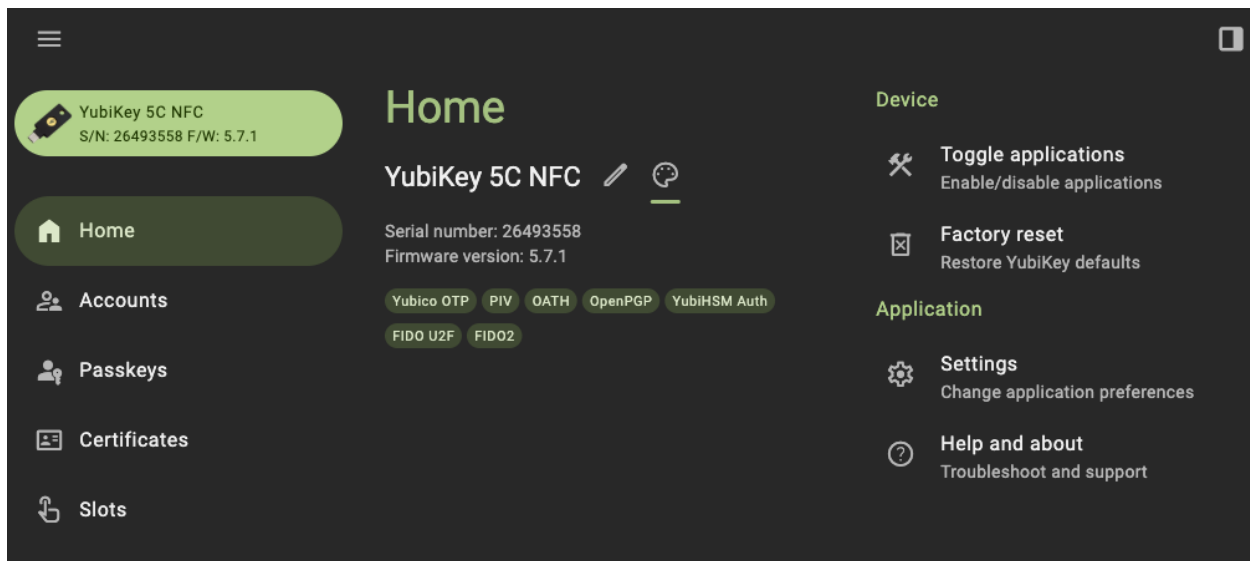 YubiKey 5C NFC
S/N: 26493558 F/W: 5.7.1
Home
Accounts
Passkeys
Certificates
Slots
Home
YubiKey 5C NFC
Serial number: 26493558
Firmware version: 5.7.1
Yubico OTP PIV OATH OpenPGP YubiHSM Auth
FIDO U2F FIDO2
Device
Toggle applications
Enable/disable applications
Factory reset
Restore YubiKey defaults
Application
Settings
Change application preferences
Help and about
Troubleshoot and support